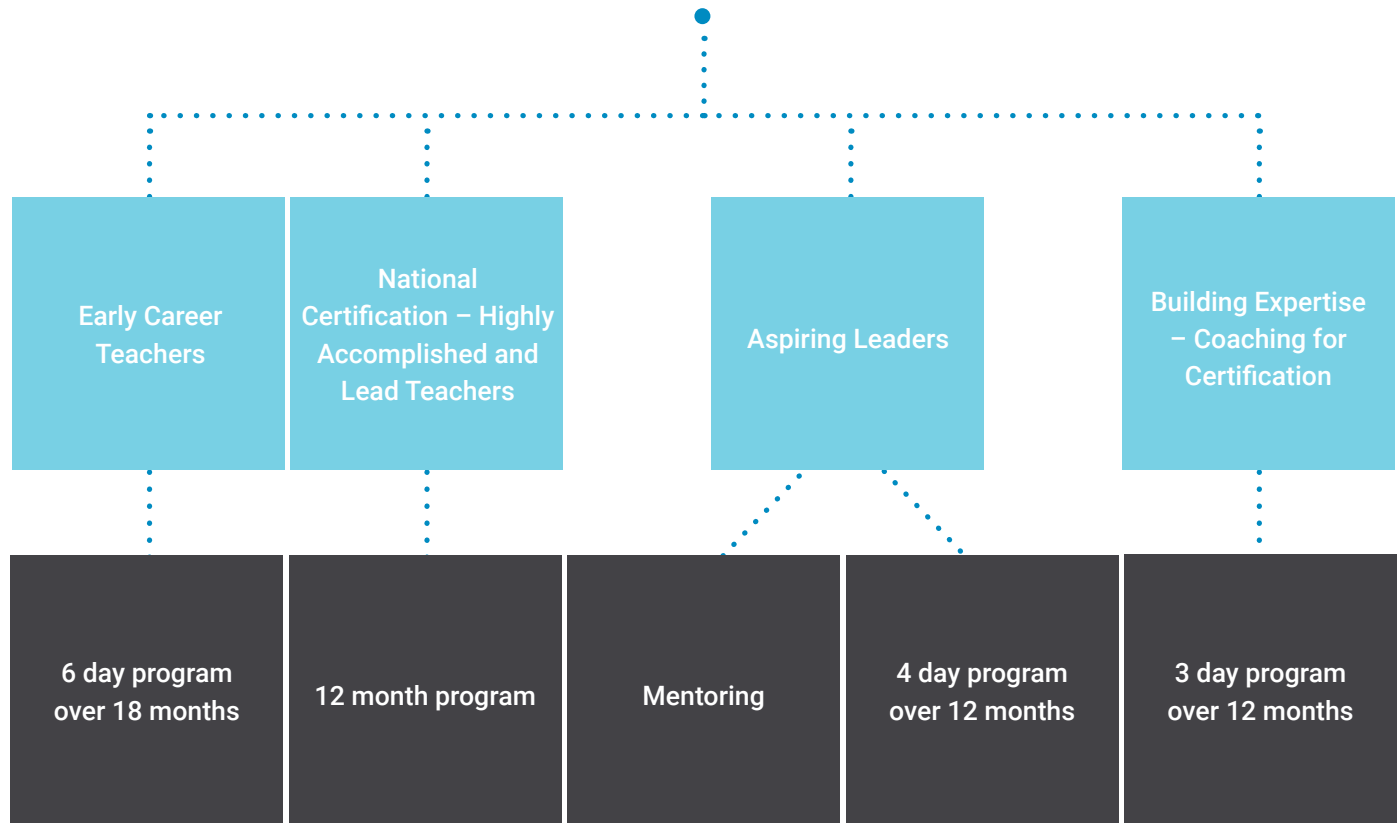 Early Career
Teachers
National
Certification – Highly
Accomplished and
Lead Teachers
Aspiring Leaders
Building Expertise
– Coaching for
Certification
6 day program
over 18 months
12 month program
Mentoring
4 day program
over 12 months
3 day program
over 12 months